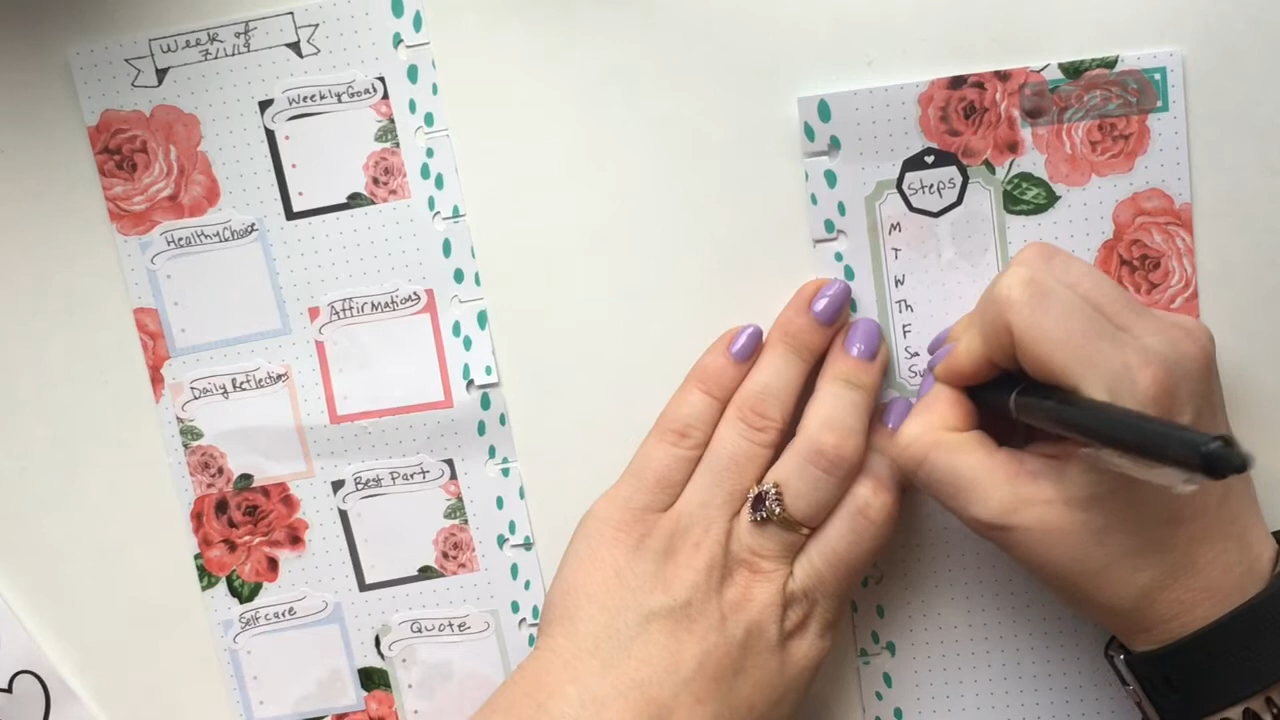 Week of
7/1/19
Weekly Goal
Healthy Choice
Affirmations
Daily Reflections
Best Part
Selfcare
Quote
Steps
M
T
W
Th
F
Sa
Su